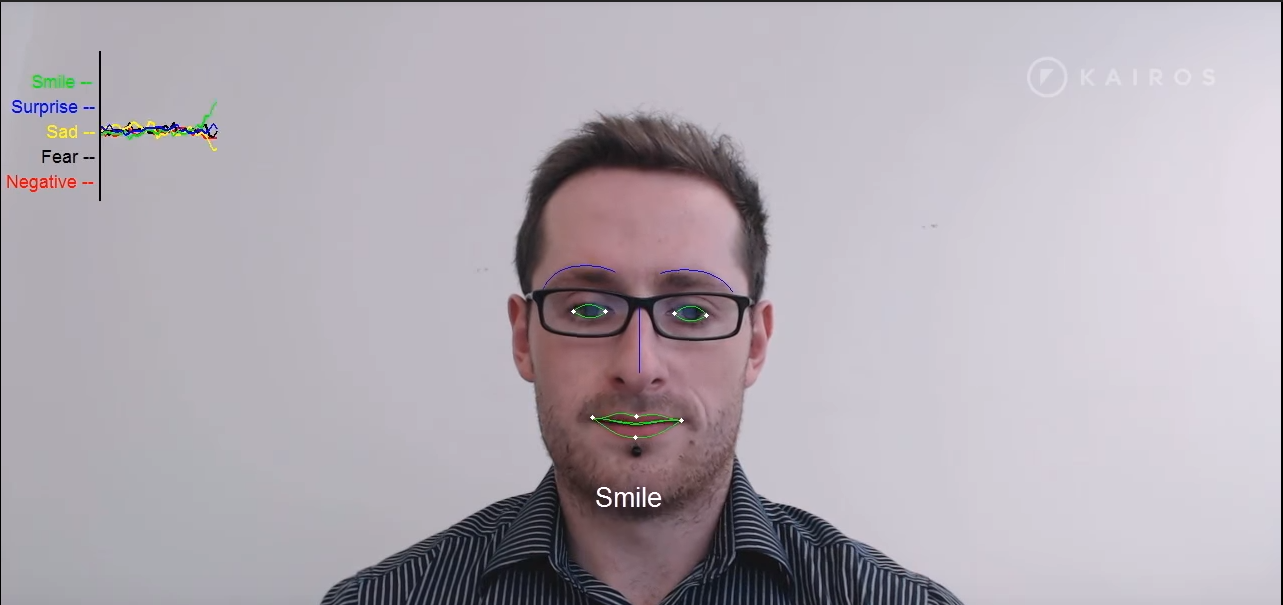 Smile --
Surprise --
Sad --
Fear --
Negative --
KAIROS
Smile